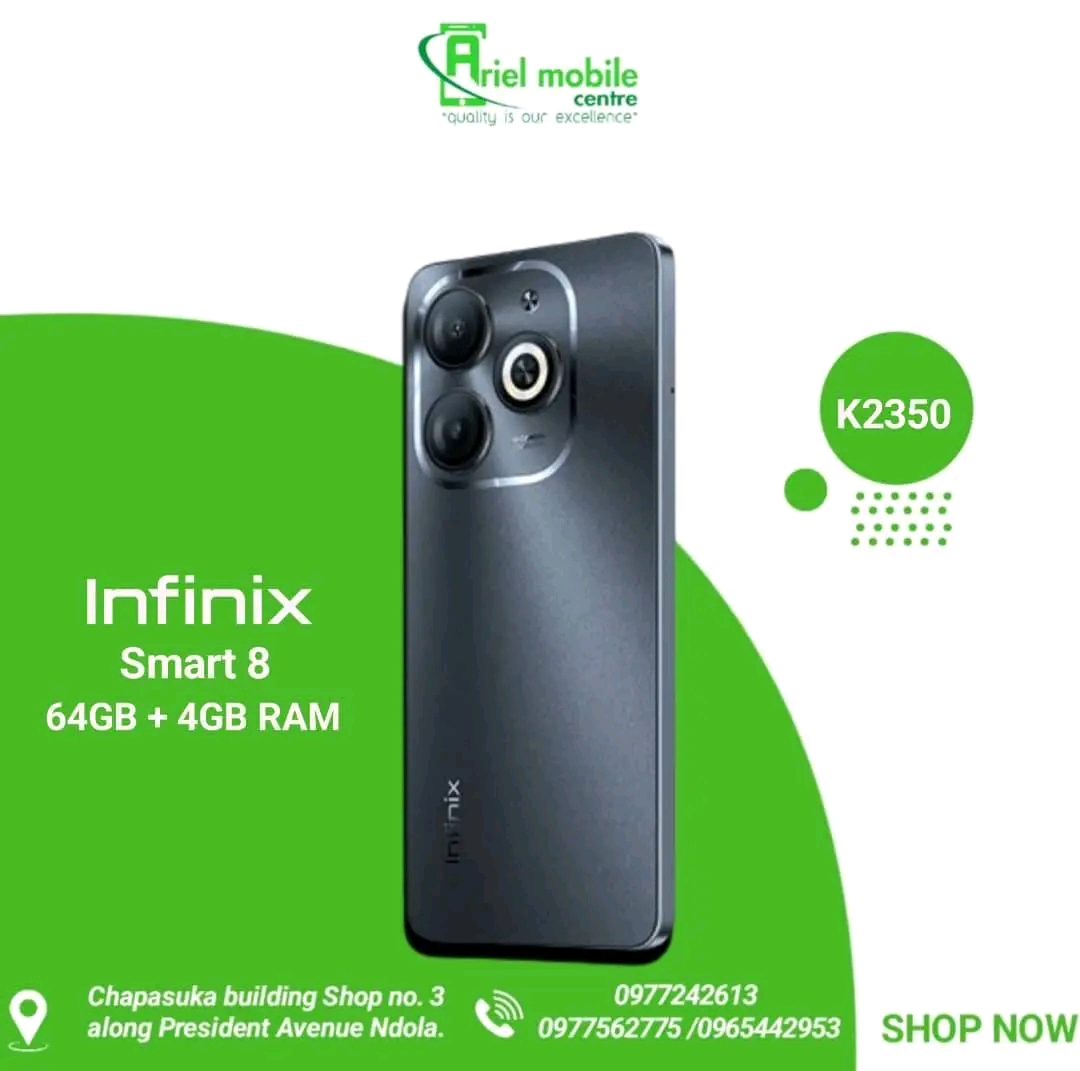 Ariel mobile
centre
"quality is our excellence"
K2350
Infinix
Smart 8
64GB + 4GB RAM
Infinix
Chapasuka building Shop no. 3
along President Avenue Ndola.
0977242613
0977562775 /0965442953
SHOP NOW